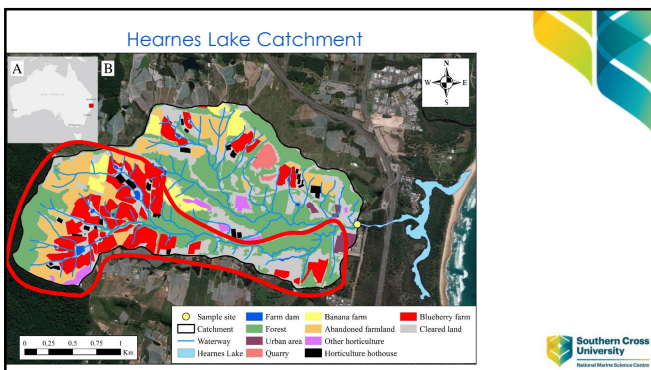 Hearnes Lake Catchment
A
B
N
W E
S
Sample site
Catchment
Waterway
Hearnes Lake
Farm dam
Forest
Urban area
Quarry
Banana farm
Abandoned farmland
Other horticulture
Horticulture hothouse
Blueberry farm
Cleared land
0 0.25 0.5 1
Km
Southern Cross
University
National Marine Science Centre